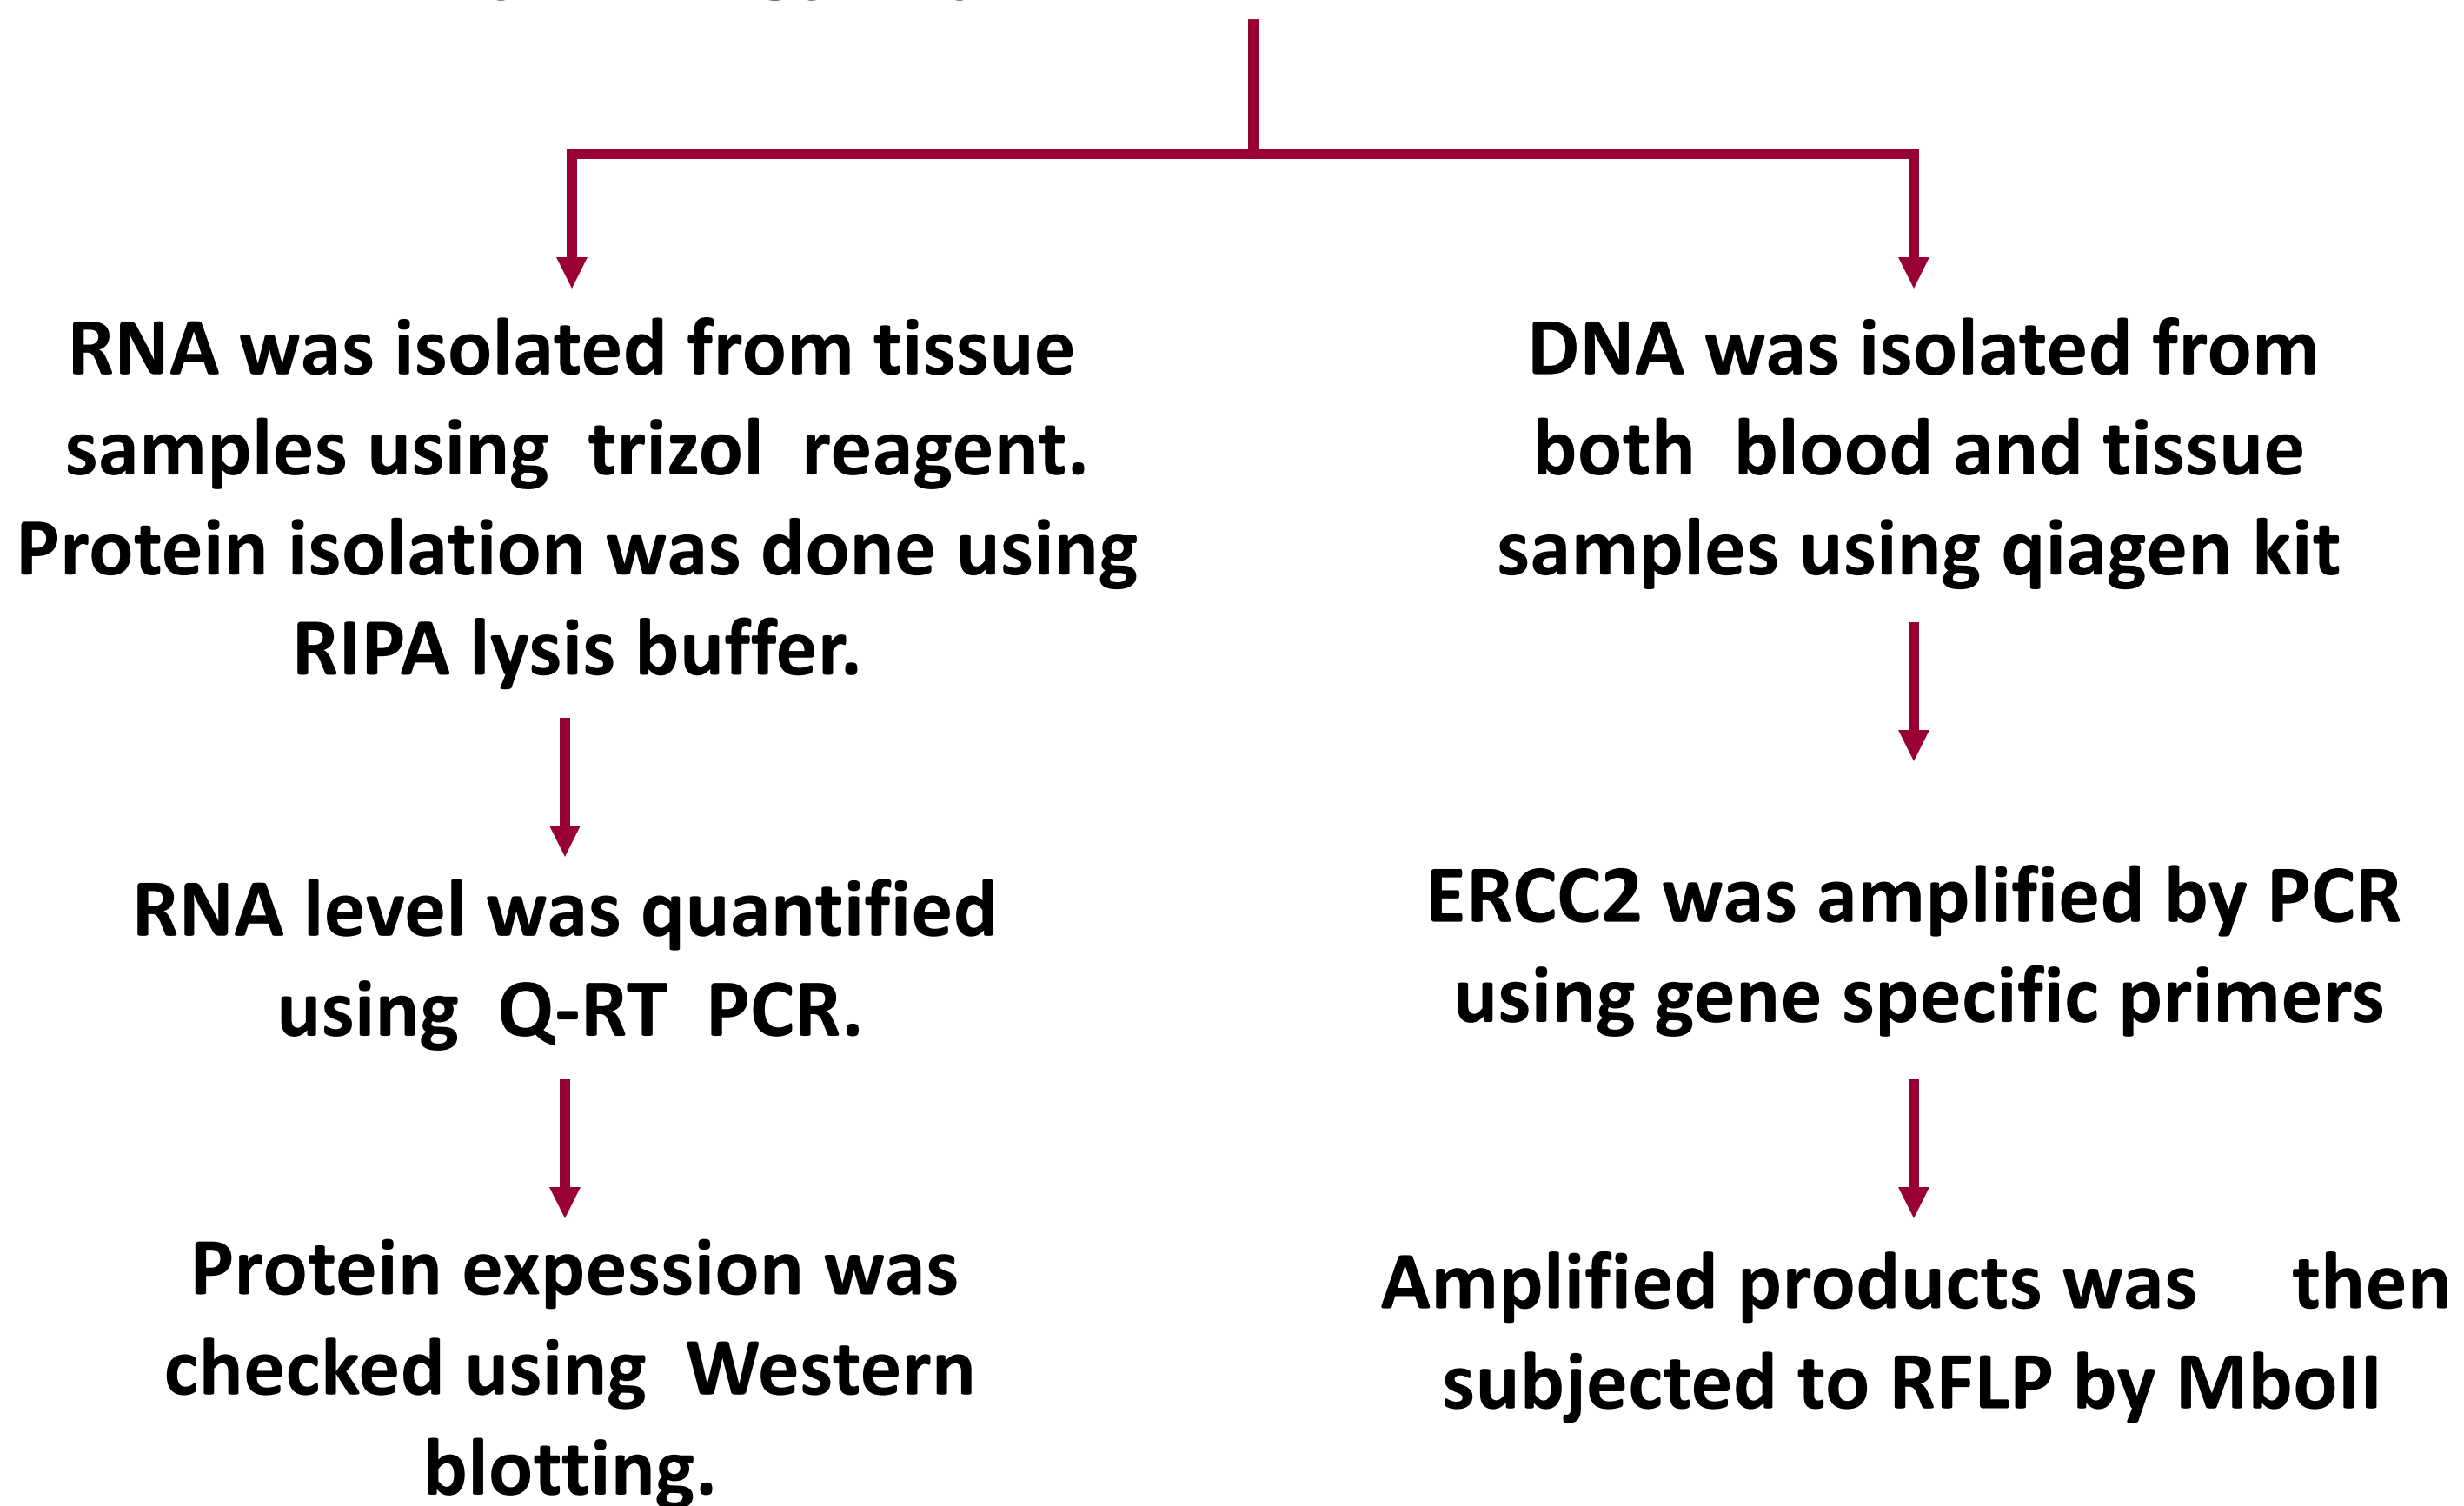 RNA was isolated from tissue
samples using trizol reagent.
Protein isolation was done using
RIPA lysis buffer.
RNA level was quantified
using Q-RT PCR.
Protein expession was
checked using Western
blotting.
DNA was isolated from
both blood and tissue
samples using qiagen kit
ERCC2 was amplified by PCR
using gene specific primers
Amplified products was then
subjected to RFLP by MboII